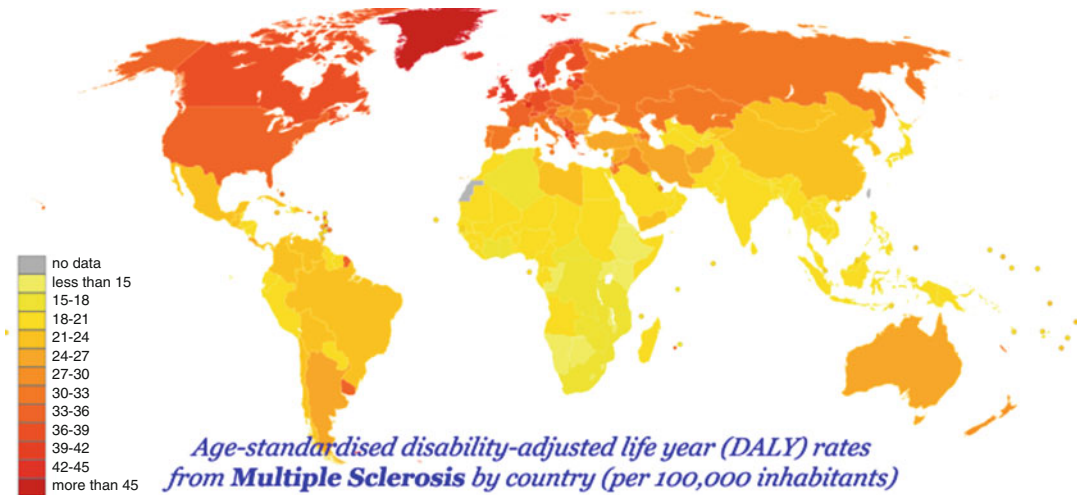 no data
less than 15
15-18
18-21
21-24
24-27
27-30
30-33
33-36
36-39
39-42
42-45
more than 45
Age-standardised disability-adjusted life year (DALY) rates
from Multiple Sclerosis by country (per 100,000 inhabitants)